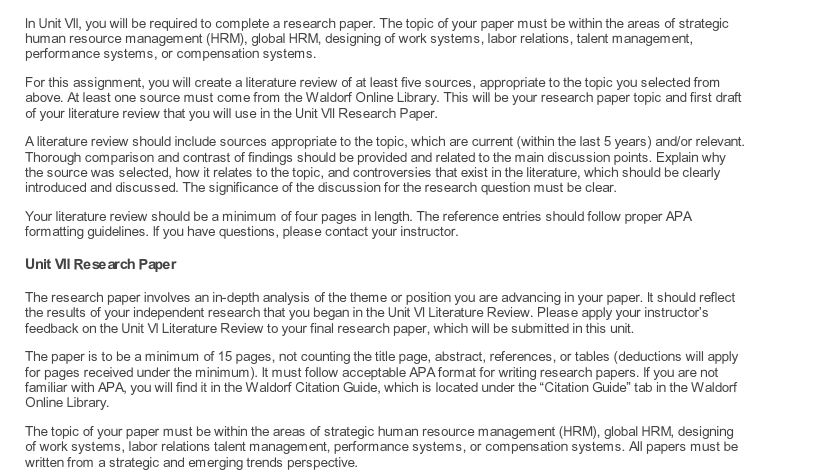 In Unit VII, you will be required to complete a research paper. The topic of your paper must be within the areas of strategic
human resource management (HRM), global HRM, designing of work systems, labor relations, talent management,
performance systems, or compensation systems.
For this assignment, you will create a literature review of at least five sources, appropriate to the topic you selected from
above. At least one source must come from the Waldorf Online Library. This will be your research paper topic and first draft
of your literature review that you will use in the Unit VII Research Paper.
A literature review should include sources appropriate to the topic, which are current (within the last 5 years) and/or relevant.
Thorough comparison and contrast of findings should be provided and related to the main discussion points. Explain why
the source was selected, how it relates to the topic, and controversies that exist in the literature, which should be clearly
introduced and discussed. The significance of the discussion for the research question must be clear.
Your literature review should be a minimum of four pages in length. The reference entries should follow proper APA
formatting guidelines. If you have questions, please contact your instructor.
Unit VII Research Paper
The research paper involves an in-depth analysis of the theme or position you are advancing in your paper. It should reflect
the results of your independent research that you began in the Unit VI Literature Review. Please apply your instructor's
feedback on the Unit VI Literature Review to your final research paper, which will be submitted in this unit.
The paper is to be a minimum of 15 pages, not counting the title page, abstract, references, or tables (deductions will apply
for pages received under the minimum). It must follow acceptable APA format for writing research papers. If you are not
familiar with APA, you will find it in the Waldorf Citation Guide, which is located under the “Citation Guide” tab in the Waldorf
Online Library.
The topic of your paper must be within the areas of strategic human resource management (HRM), global HRM, designing
of work systems, labor relations talent management, performance systems, or compensation systems. All papers must be
written from a strategic and emerging trends perspective.